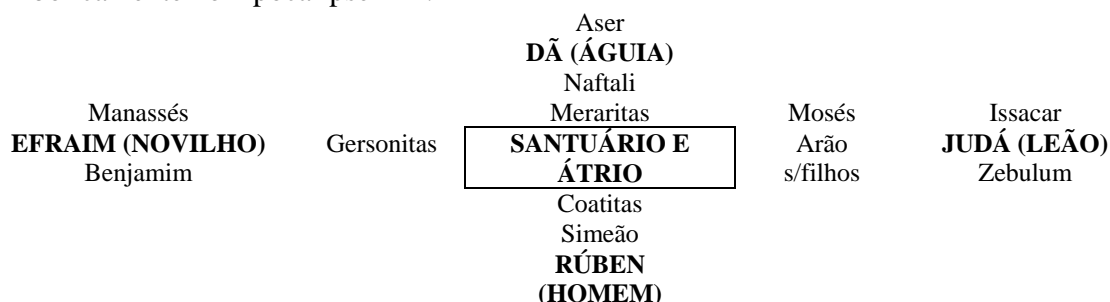 Aser
DÃ (ÁGUIA)
Naftali
Manassés Meraritas Mosés Issacar
EFRAIM (NOVILHO) Gersonitas SANTUÁRIO E Arão JUDÁ (LEÃO)
Benjamim ÁTRIO s/filhos Zebulum
Coatitas
Simeão
RÚBEN
(HOMEM)